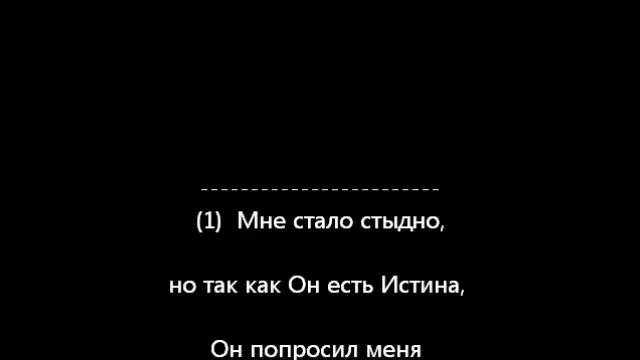 ------------------------
(1)  Мне стало стыдно,
но так как Он есть Истина,
Он попросил меня